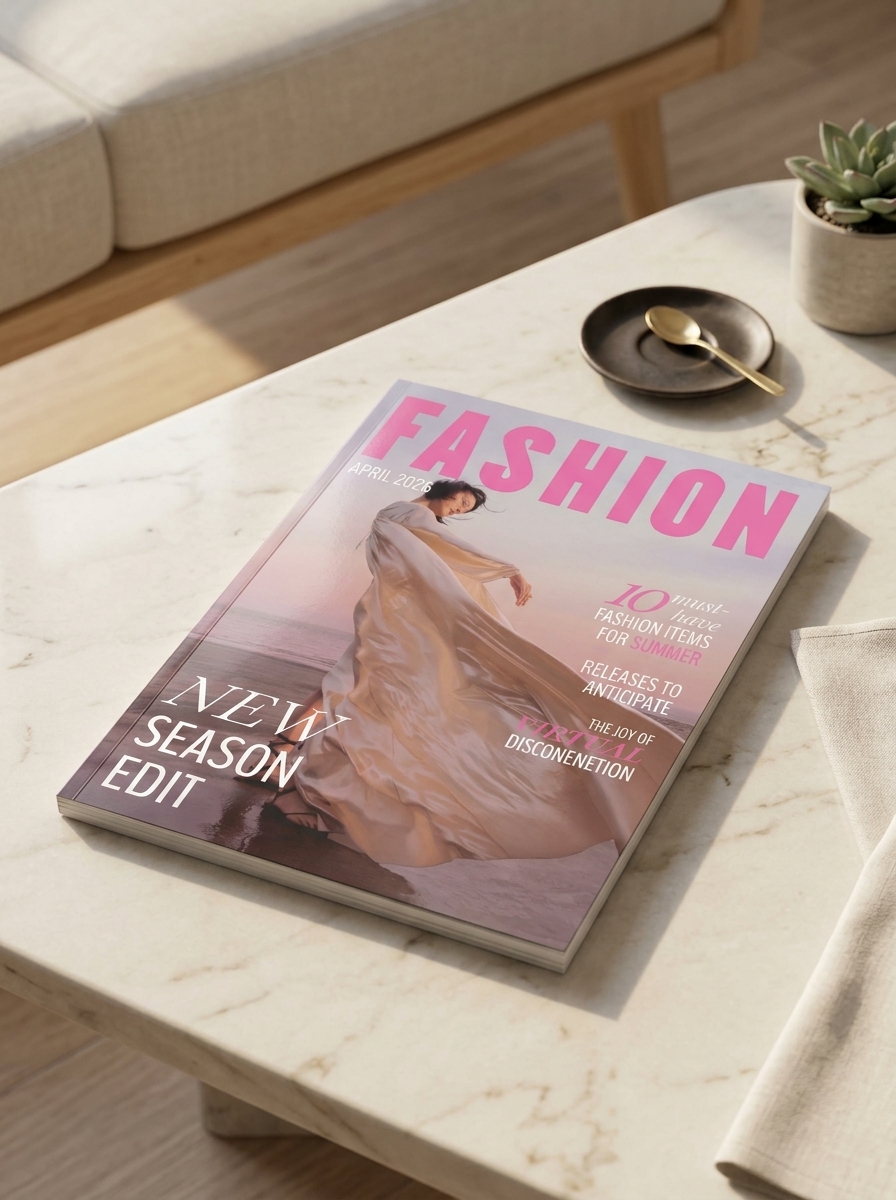 FASHION
APRIL 2026
10 must-
have
FASHION ITEMS
FOR SUMMER
RELEASES TO
ANTICIPATE
THE JOY OF
VIRTUAL
DISCONENETION
NEW
SEASON
EDIT